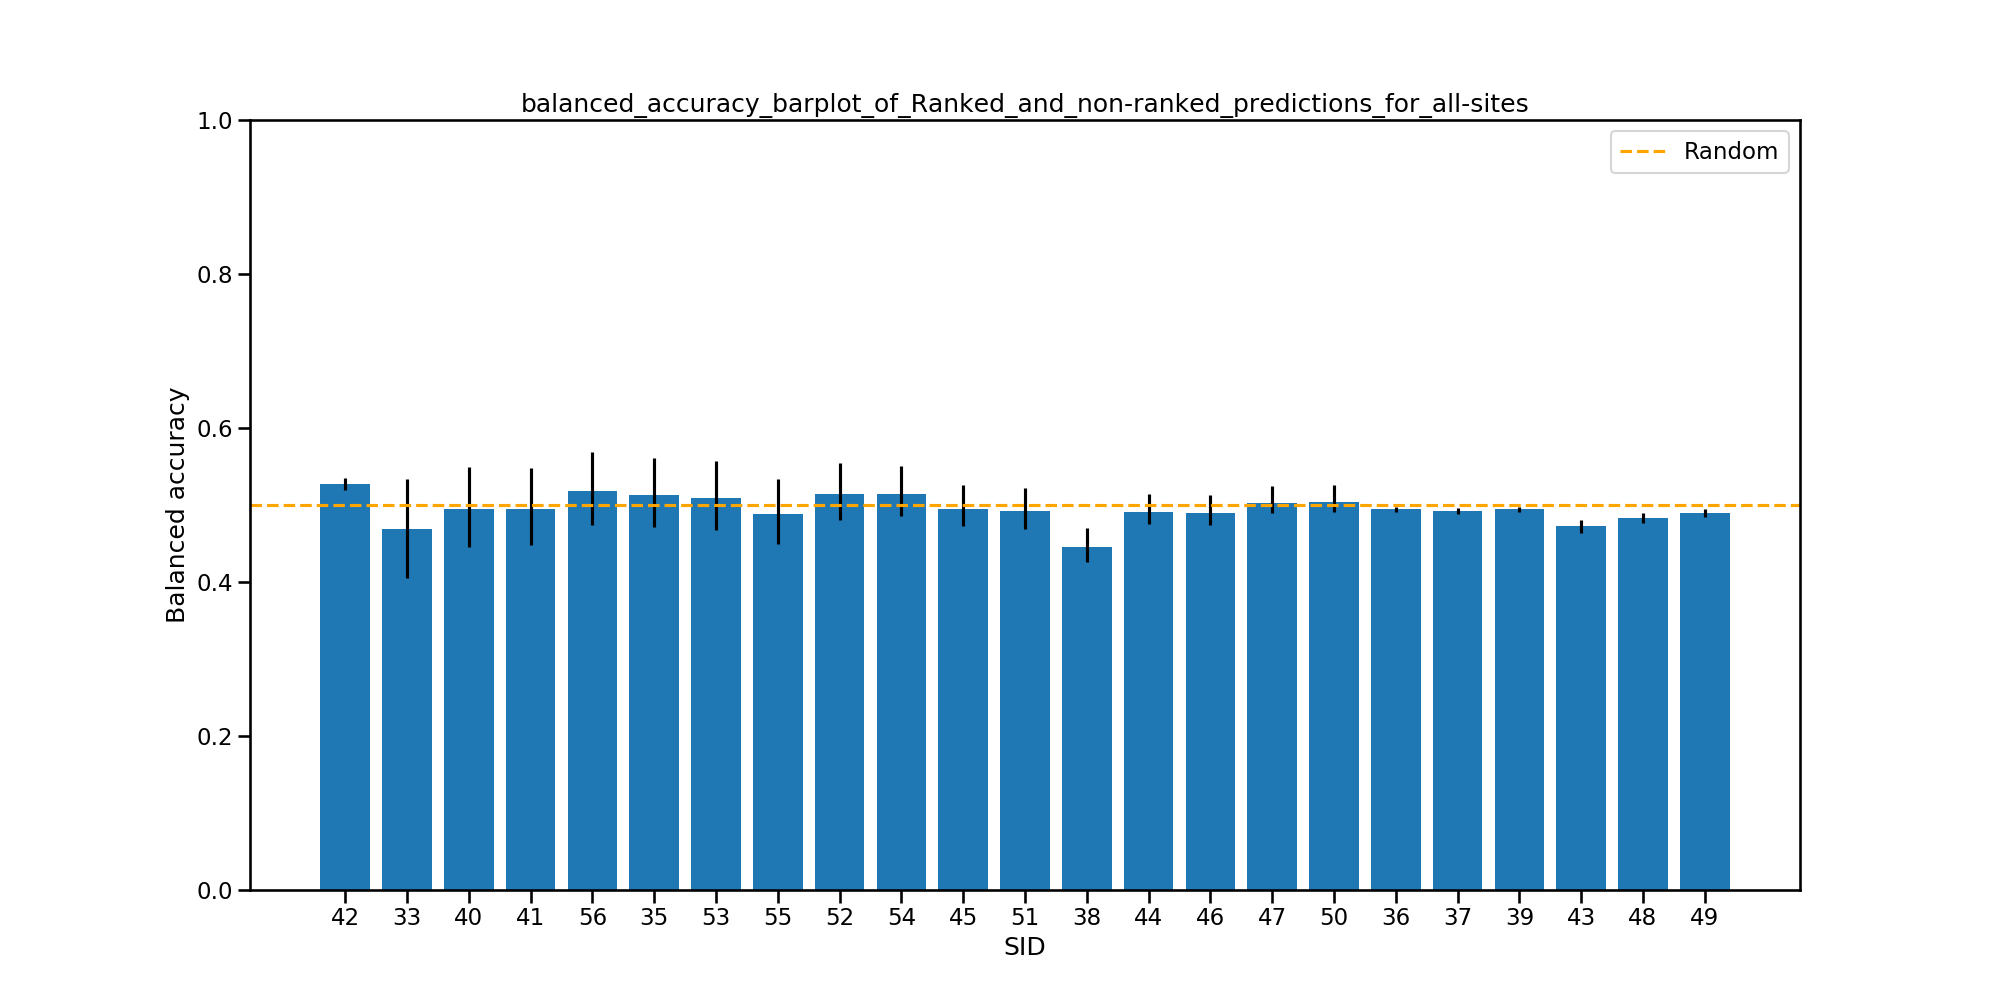 balanced_accuracy_barplot_of_Ranked_and_non-ranked_predictions_for_all-sites
Random
Balanced accuracy
1.0
0.8
0.6
0.4
0.2
0.0
42 33 40 41 56 35 53 55 52 54 45 51 38 44 46 47 50 36 37 39 43 48 49
SID